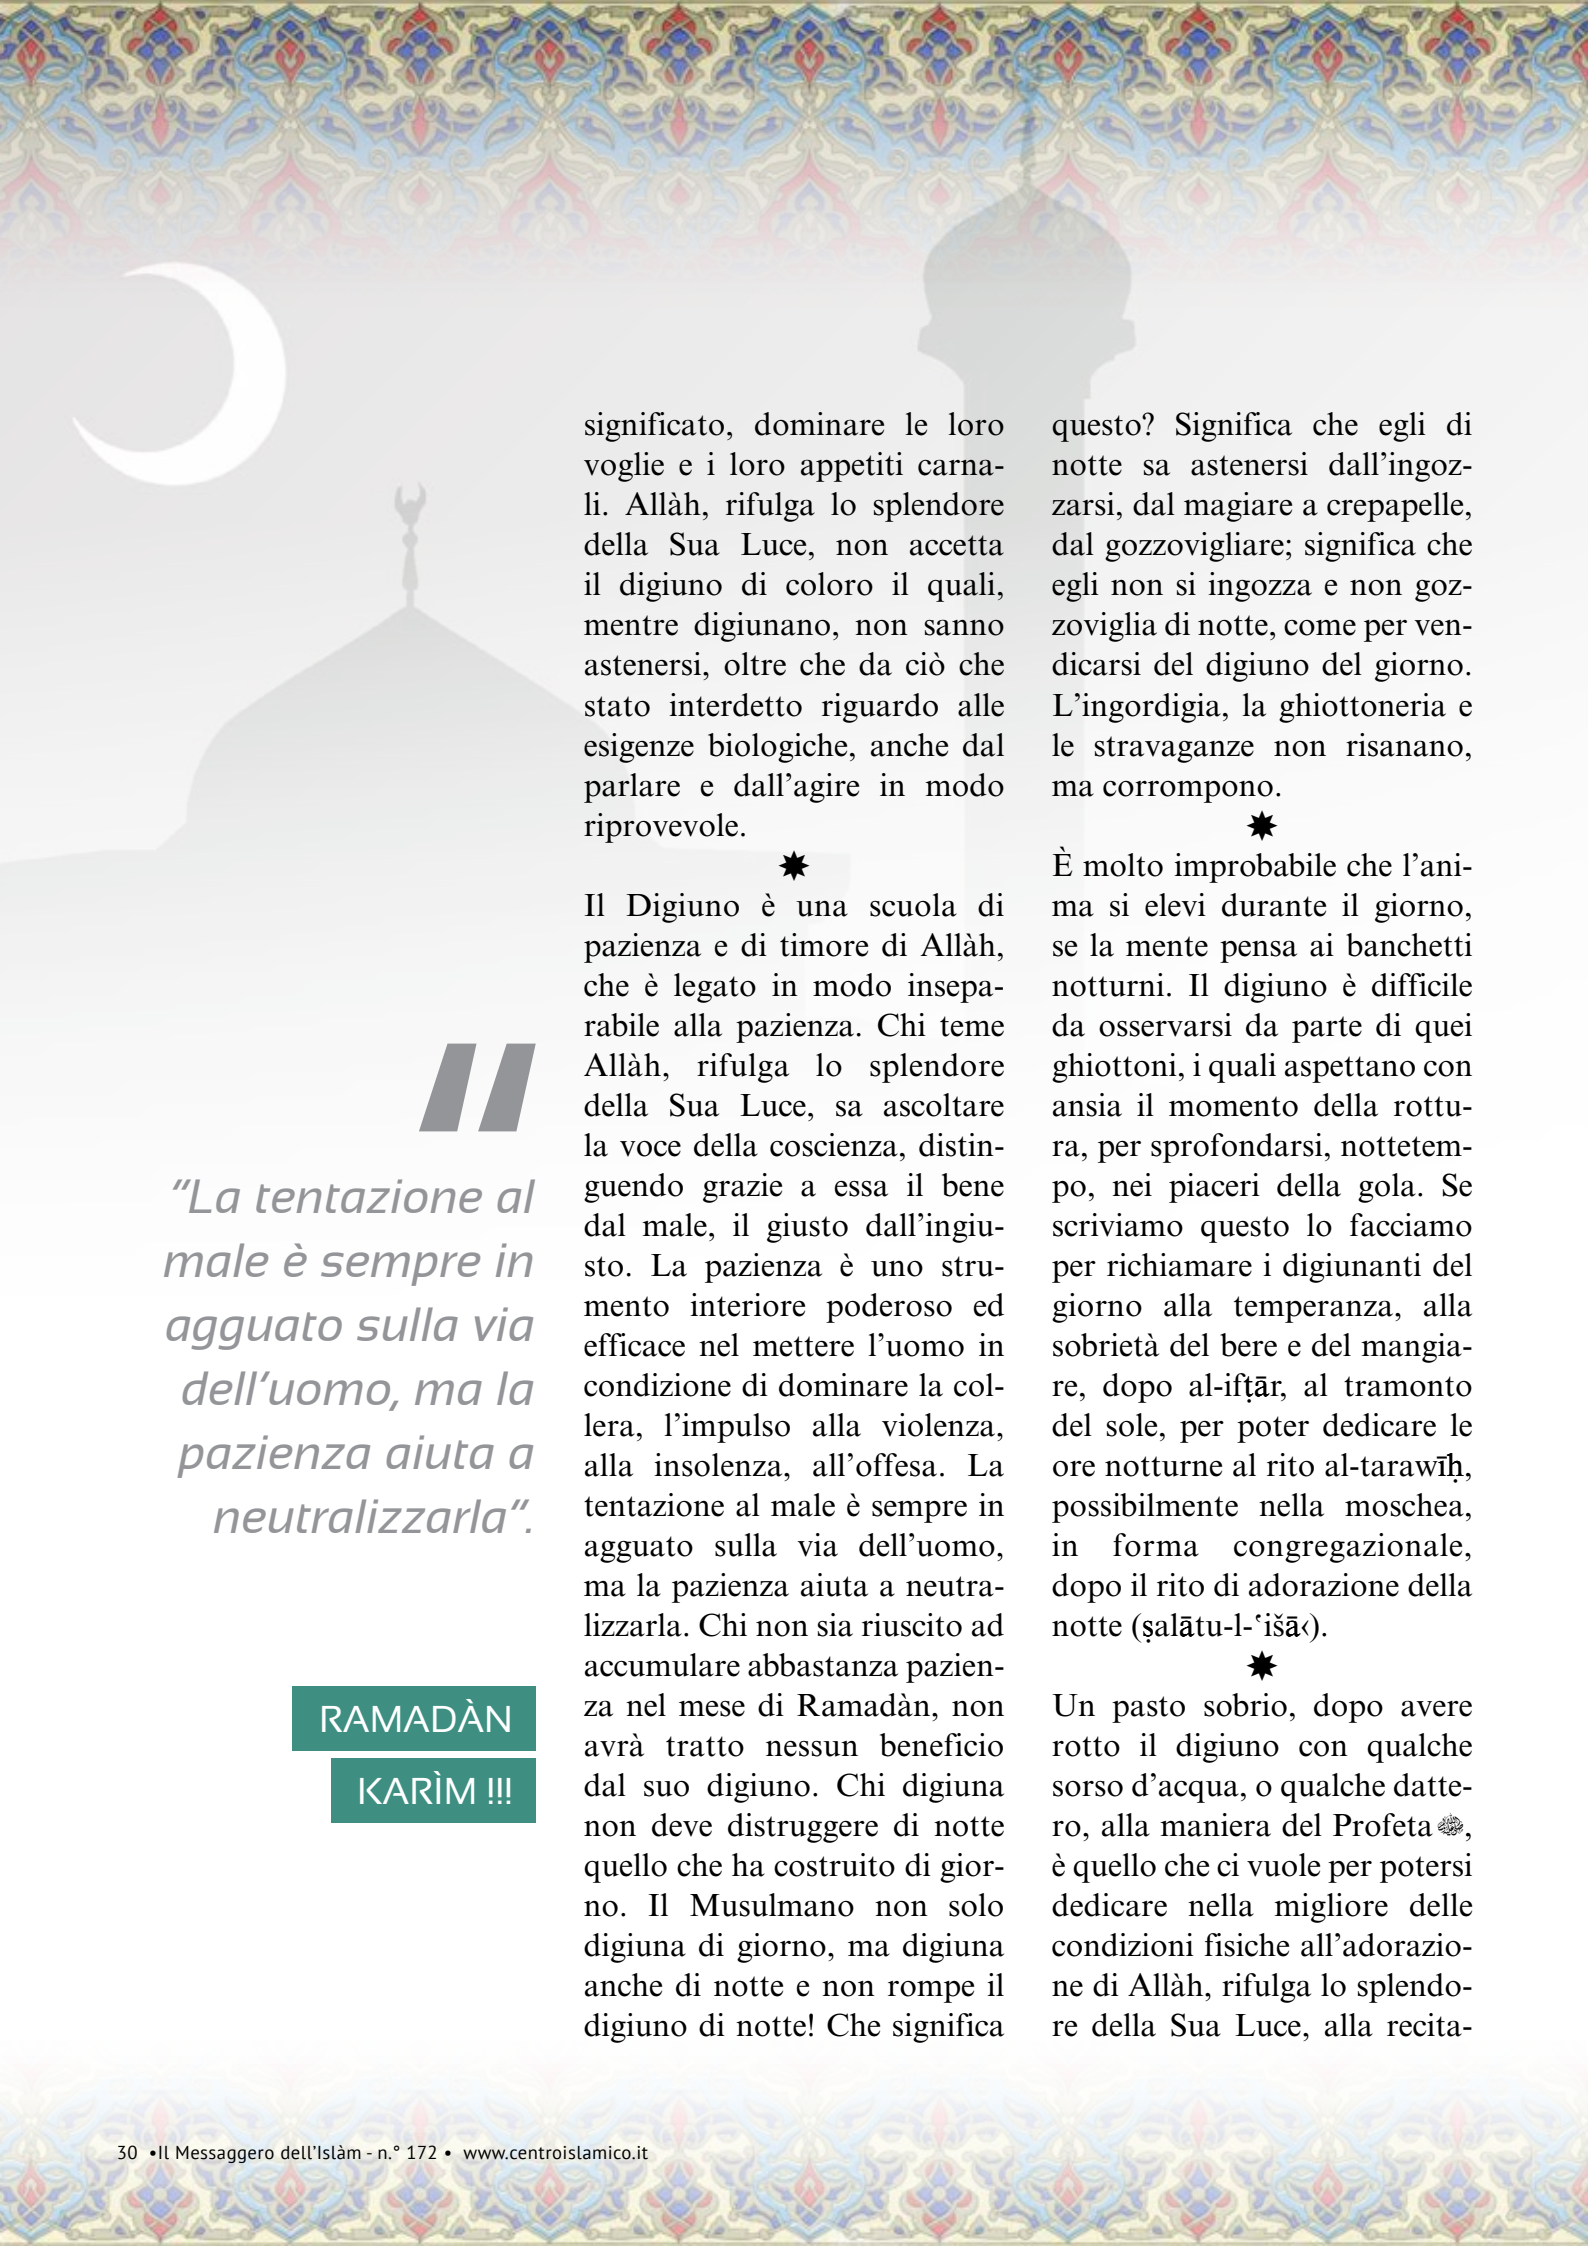 significato, dominare le loro
voglie e i loro appetiti carna-
li. Allàh, rifulga lo splendore
della Sua Luce, non accetta
il digiuno di coloro il quali,
mentre digiunano, non sanno
astenersi, oltre che da ciò che
stato interdetto riguardo alle
esigenze biologiche, anche dal
parlare e dall’agire in modo
riprovevole.
Il Digiuno è una scuola di
pazienza e di timore di Allàh,
che è legato in modo insepa-
rabile alla pazienza. Chi teme
Allàh, rifulga lo splendore
della Sua Luce, sa ascoltare
la voce della coscienza, distin-
guendo grazie a essa il bene
dal male, il giusto dall’ingiu-
sto. La pazienza è uno stru-
mento interiore poderoso ed
efficace nel mettere l’uomo in
condizione di dominare la col-
lera, l’impulso alla violenza,
alla insolenza, all’offesa. La
tentazione al male è sempre in
agguato sulla via dell’uomo,
ma la pazienza aiuta a neutra-
lizzarla. Chi non sia riuscito ad
accumulare abbastanza pazien-
za nel mese di Ramadàn, non
avrà tratto nessun beneficio
dal suo digiuno. Chi digiuna
non deve distruggere di notte
quello che ha costruito di gior-
no. Il Musulmano non solo
digiuna di giorno, ma digiuna
anche di notte e non rompe il
digiuno di notte! Che significa
questo? Significa che egli di
notte sa astenersi dall’ingoz-
zarsi, dal magiare a crepapelle,
dal gozzovigliare; significa che
egli non si ingozza e non goz-
zoviglia di notte, come per ven-
dicarsi del digiuno del giorno.
L’ingordigia, la ghiottoneria e
le stravaganze non risanano,
ma corrompono.
È molto improbabile che l’ani-
ma si elevi durante il giorno,
se la mente pensa ai banchetti
notturni. Il digiuno è difficile
da osservarsi da parte di quei
ghiottoni, i quali aspettano con
ansia il momento della rottu-
ra, per sprofondarsi, nottetem-
po, nei piaceri della gola. Se
scriviamo questo lo facciamo
per richiamare i digiunanti del
giorno alla temperanza, alla
sobrietà del bere e del mangia-
re, dopo al-ifṭār, al tramonto
del sole, per poter dedicare le
ore notturne al rito al-tarawīḥ,
possibilmente nella moschea,
in forma congregazionale,
dopo il rito di adorazione della
notte (ṣalātu-l-‘išā‹).
Un pasto sobrio, dopo avere
rotto il digiuno con qualche
sorso d’acqua, o qualche datte-
ro, alla maniera del Profeta ﷺ,
è quello che ci vuole per potersi
dedicare nella migliore delle
condizioni fisiche all’adorazio-
ne di Allàh, rifulga lo splendo-
re della Sua Luce, alla recita-
"
“La tentazione al
male è sempre in
agguato sulla via
dell’uomo, ma la
pazienza aiuta a
neutralizzarla”.
RAMADÀN
KARÌM !!!
30 •Il Messaggero dell’Islàm - n.° 172 • www.centroislamico.it